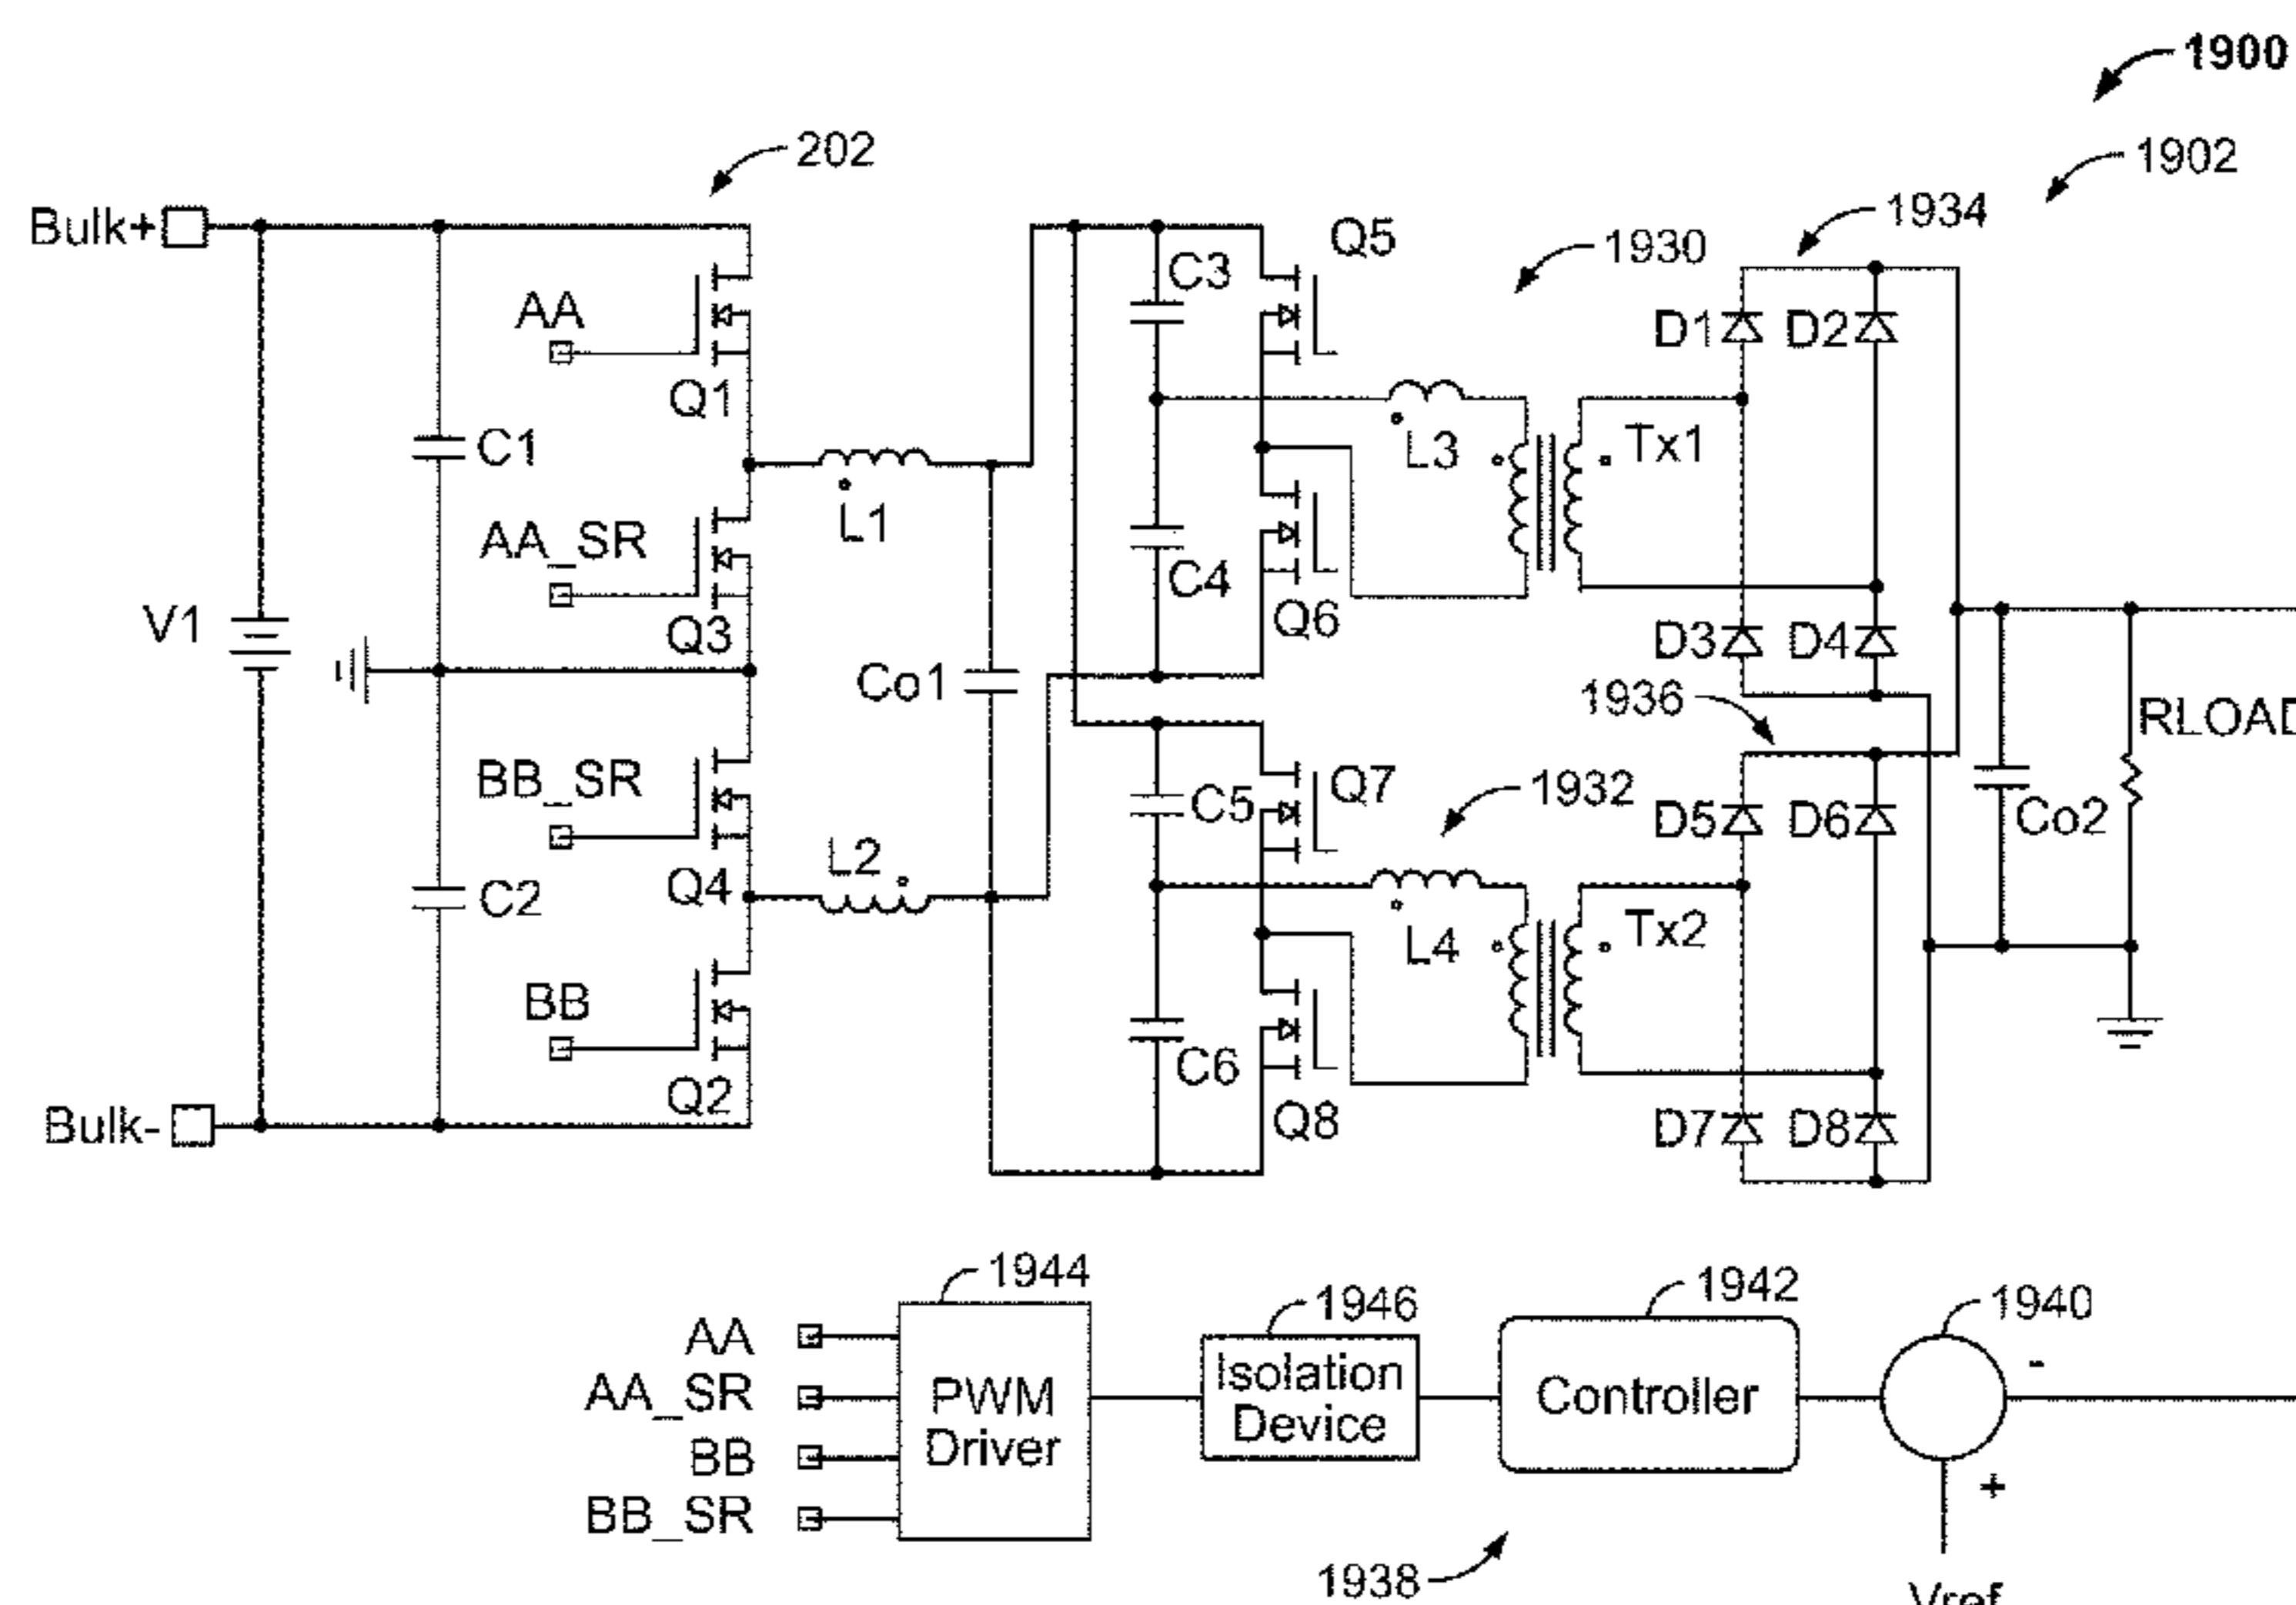 1900
202
1902
1934
Bulk+
Q5
1930
C3
AA
D1
D2
Q1
C1
L3
Tx1
L1
AA_SR
C4
V1
Q3
Q6
D3
D4
Co1
1936
RLOAD
BB_SR
C5
Q7
1932
D5
D6
Co2
L2
Q4
C2
L4
Tx2
BB
C6
Q2
Q8
D7
D8
Bulk-
1944
1946
1942
1940
AA
AA_SR
BB
BB_SR
PWM
Driver
Isolation
Device
Controller
-
+
1938
Vref